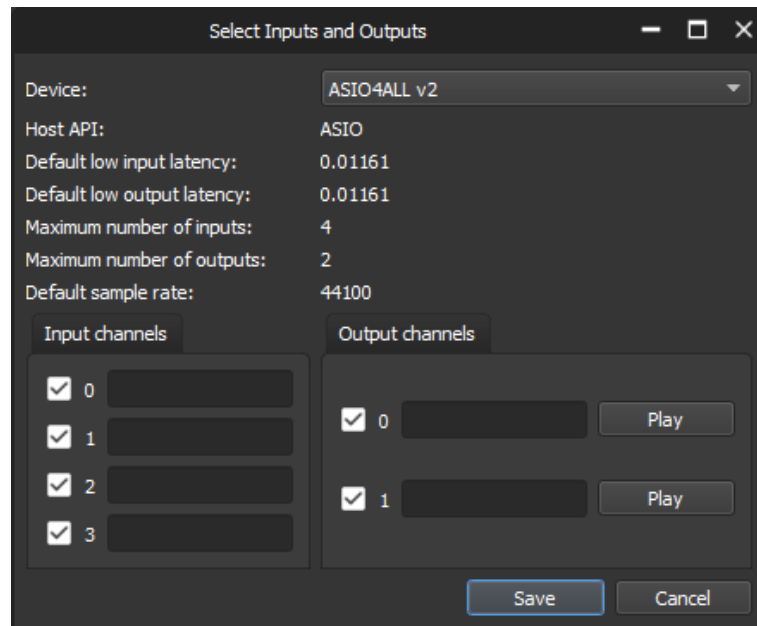 Select Inputs and Outputs
Device: ASIO4ALL v2
Host API: ASIO
Default low input latency: 0.01161
Default low output latency: 0.01161
Maximum number of inputs: 4
Maximum number of outputs: 2
Default sample rate: 44100
Input channels
0
1
2
3
Output channels
0 Play
1 Play
Save Cancel